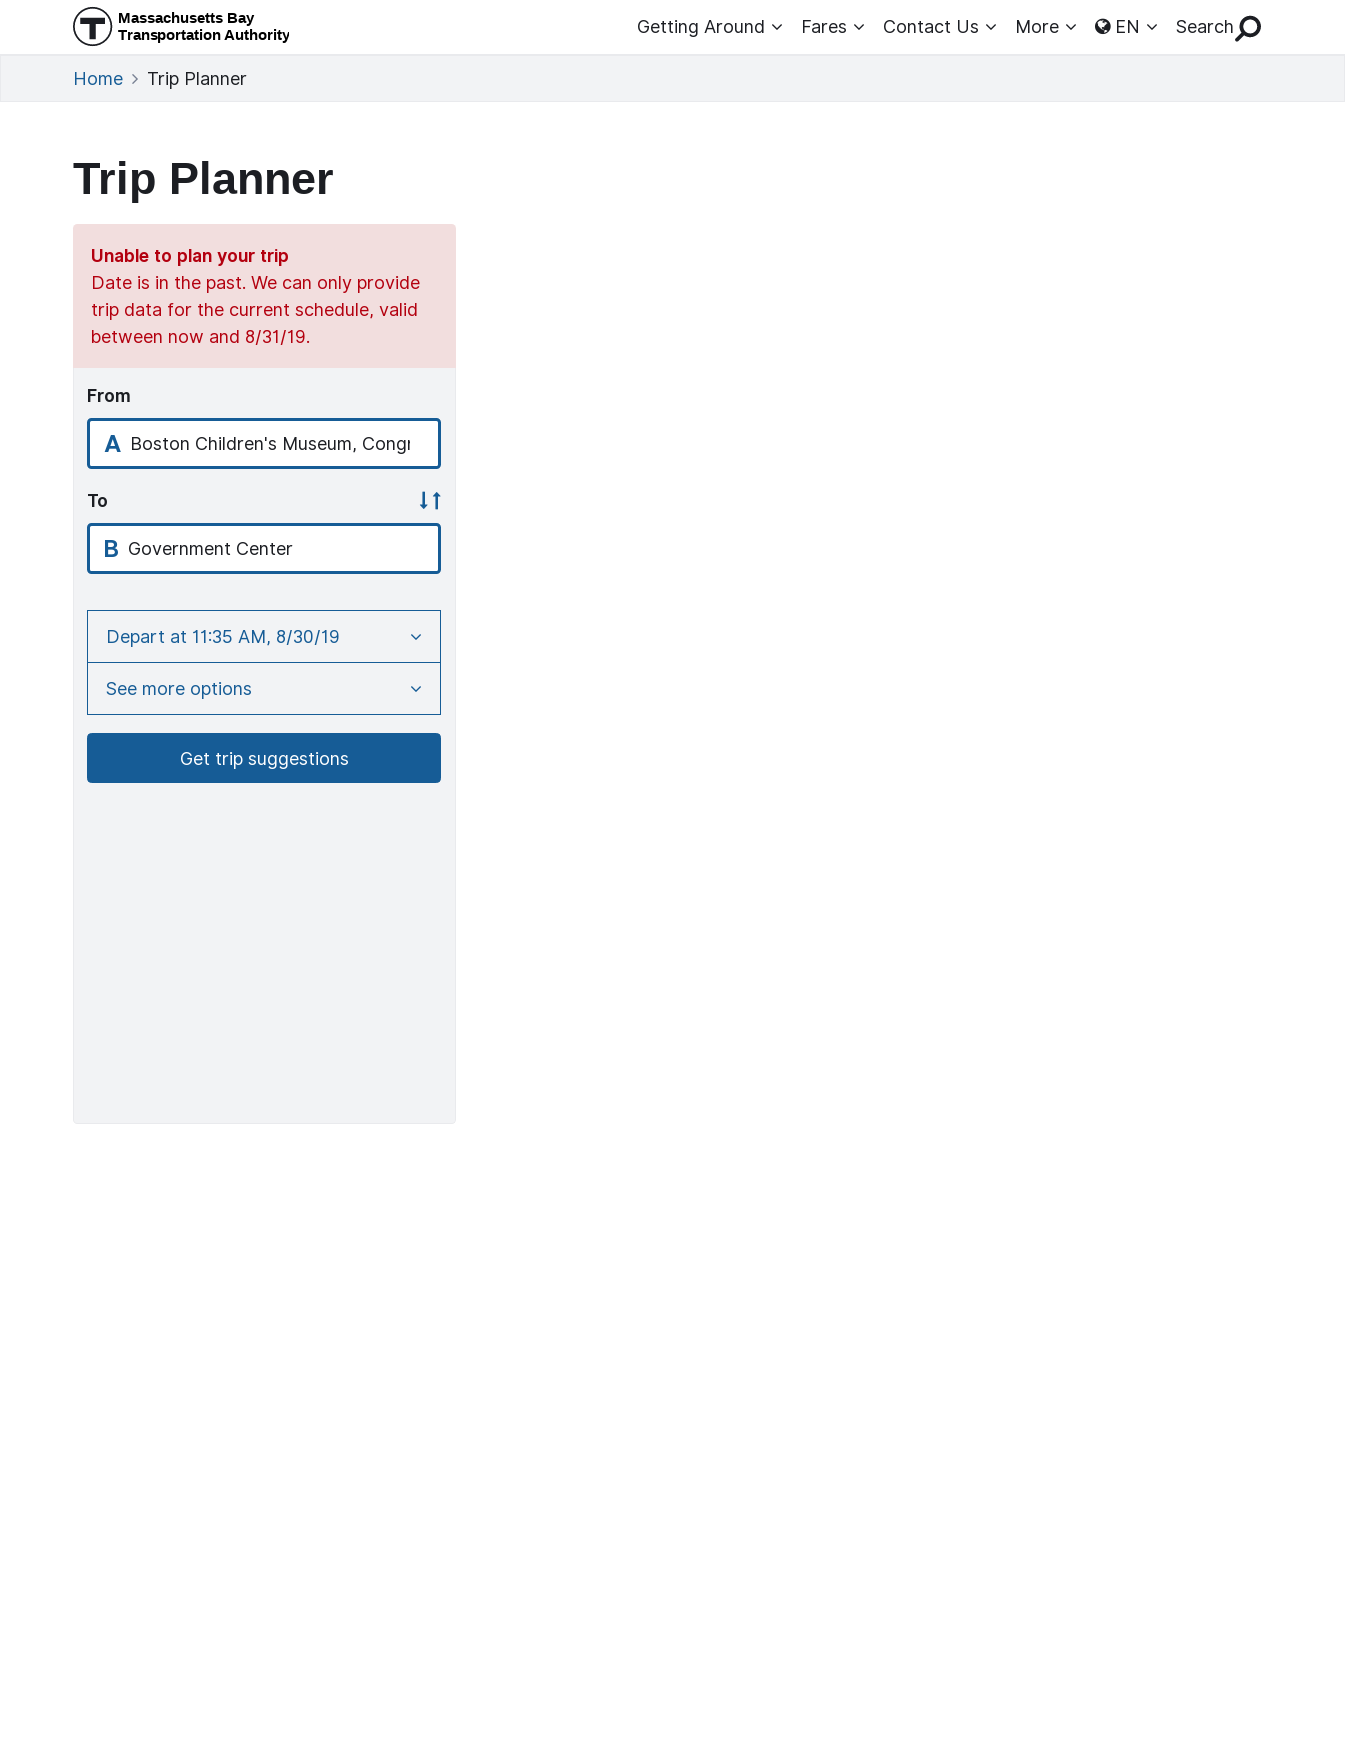 T Massachusetts Bay
Transportation Authority
Getting Around Fares Contact Us More EN Search
Home Trip Planner
Trip Planner
Unable to plan your trip
Date is in the past. We can only provide
trip data for the current schedule, valid
between now and 8/31/19.
From
A Boston Children's Museum, Congr
To
B Government Center
Depart at 11:35 AM, 8/30/19
See more options
Get trip suggestions